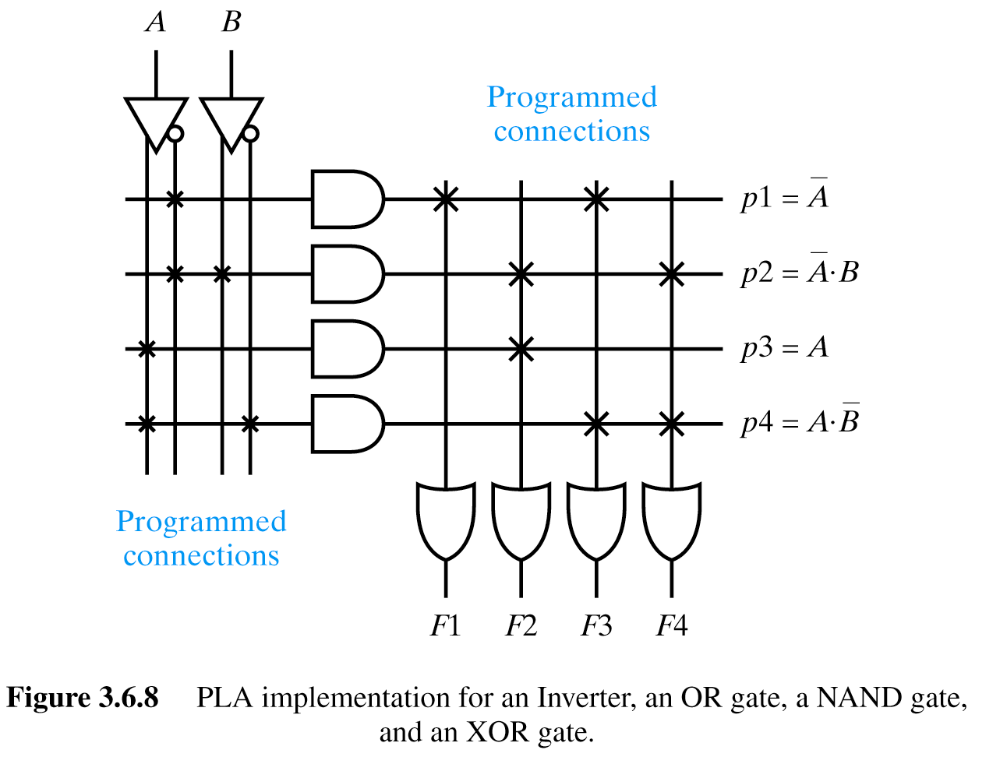 A B
Programmed
connections
p1 = A̅
p2 = A̅·B
p3 = A
p4 = A·B̅
Programmed
connections
F1 F2 F3 F4
Figure 3.6.8 PLA implementation for an Inverter, an OR gate, a NAND gate,
and an XOR gate.